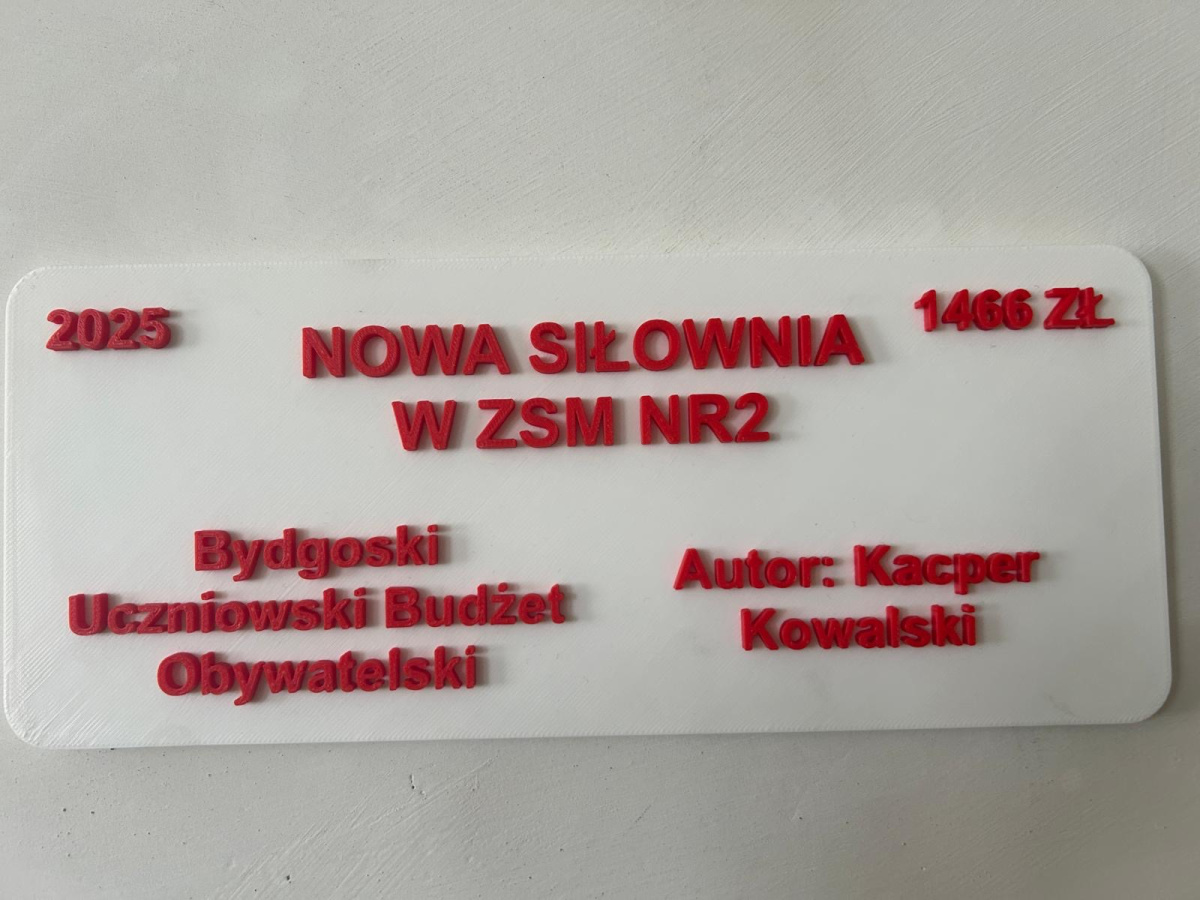 2025
1466 ZŁ
NOWA SIŁOWNIA
W ZSM NR2
Bydgoski
Uczniowski Budżet
Obywatelski
Autor: Kacper
Kowalski